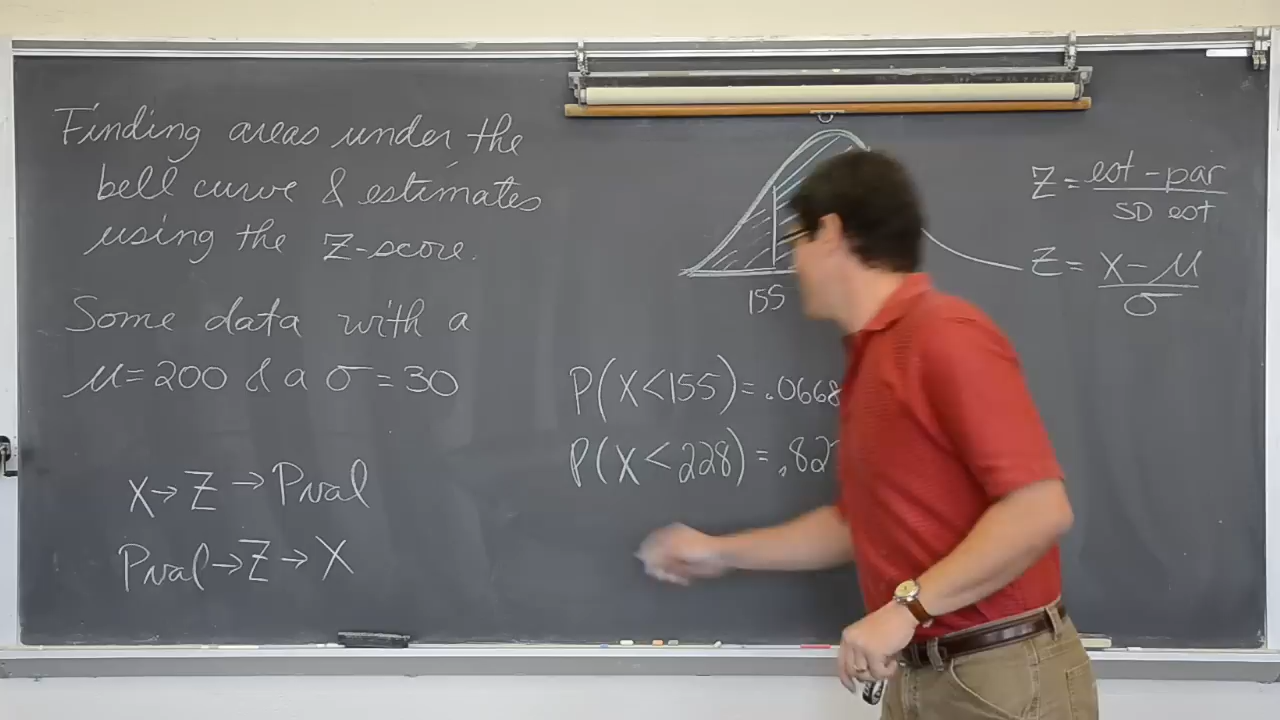 Finding areas under the
bell curve & estimates
using the Z-score.
Some data with a
μ=200 & a σ=30
X→Z→Pval
Pval→Z→X
155
P(X<155)=.0668
P(X<228)=.82
Z=est-par
SD est
Z=X-μ
σ